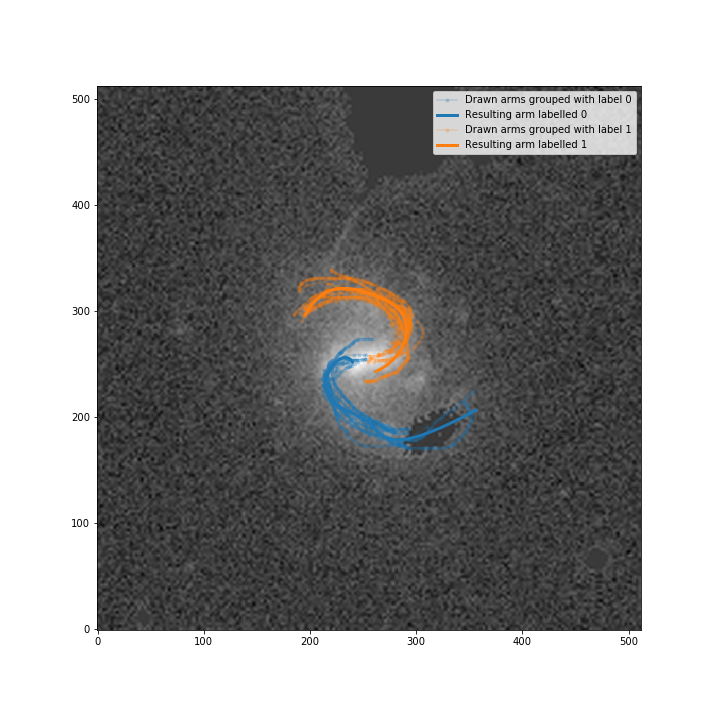 Drawn arms grouped with label 0
Resulting arm labelled 0
Drawn arms grouped with label 1
Resulting arm labelled 1
500
400
300
200
100
0
0 100 200 300 400 500